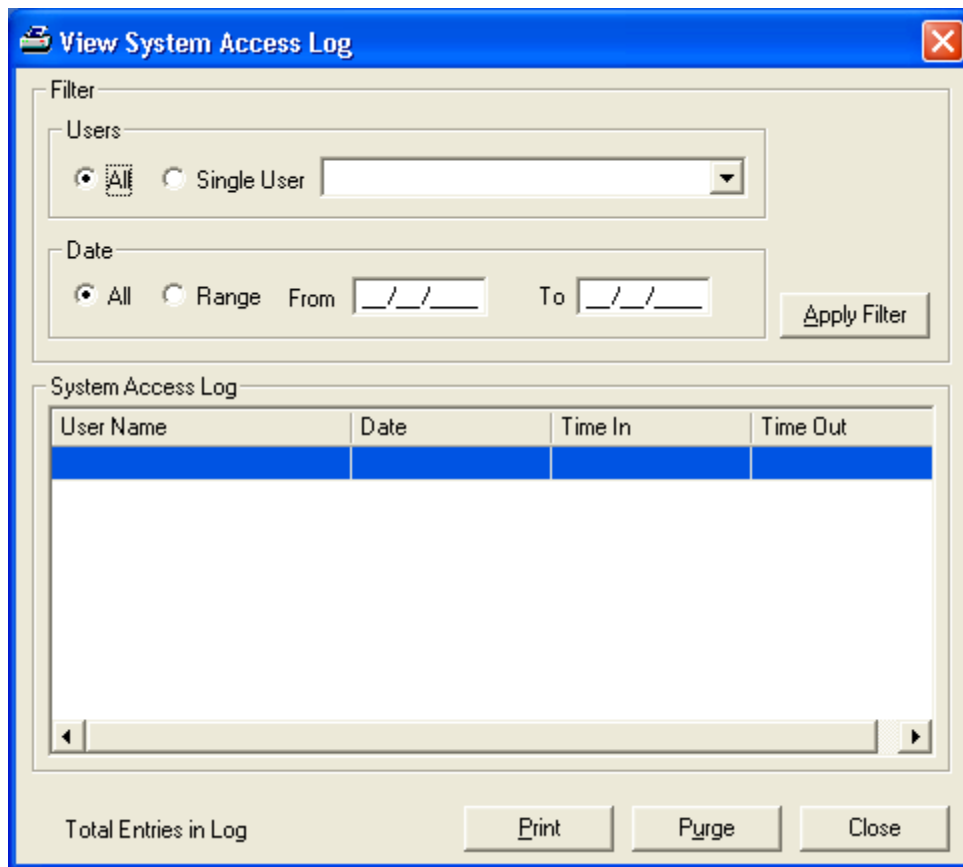 View System Access Log
Filter
Users
All Single User
Date
All Range From __/__/____ To __/__/____
Apply Filter
System Access Log
User Name Date Time In Time Out
Total Entries in Log Print Purge Close